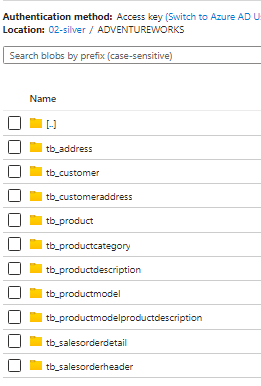 Authentication method: Access key (Switch to Azure AD U
Location: 02-silver / ADVENTUREWORKS
Search blobs by prefix (case-sensitive)
Name
[..]
tb_address
tb_customer
tb_customeraddress
tb_product
tb_productcategory
tb_productdescription
tb_productmodel
tb_productmodelproductdescription
tb_salesorderdetail
tb_salesorderheader